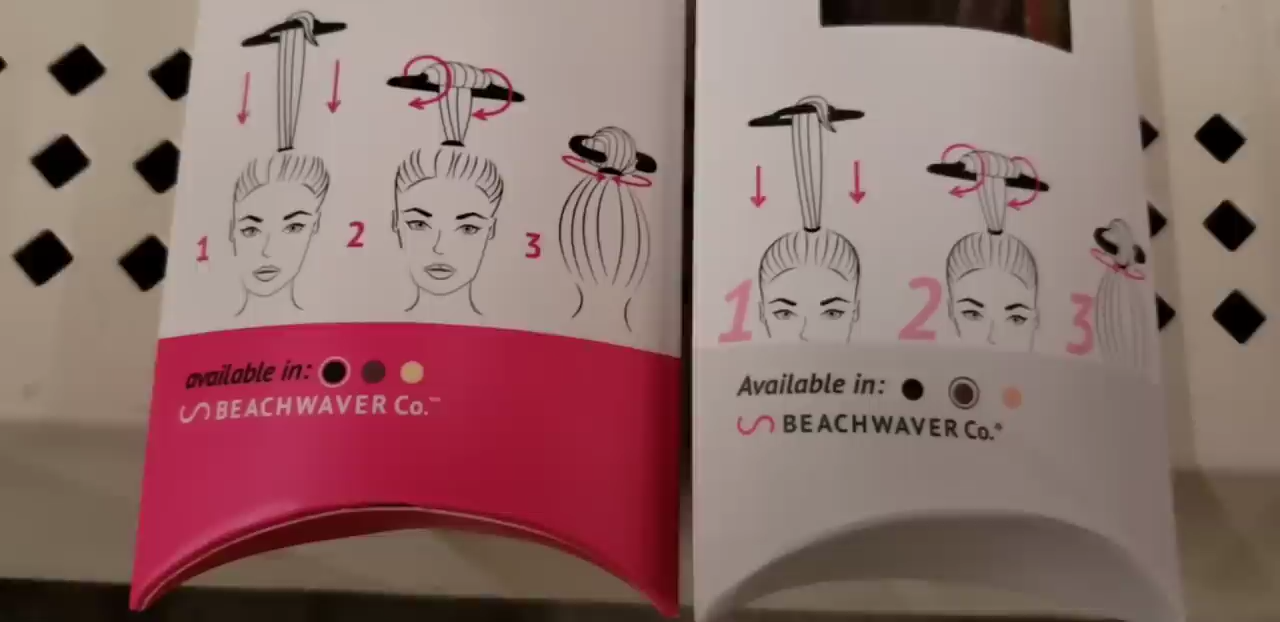 1 2 3
available in:
BEACHWAVER Co.™
1 2 3
Available in:
BEACHWAVER Co.®